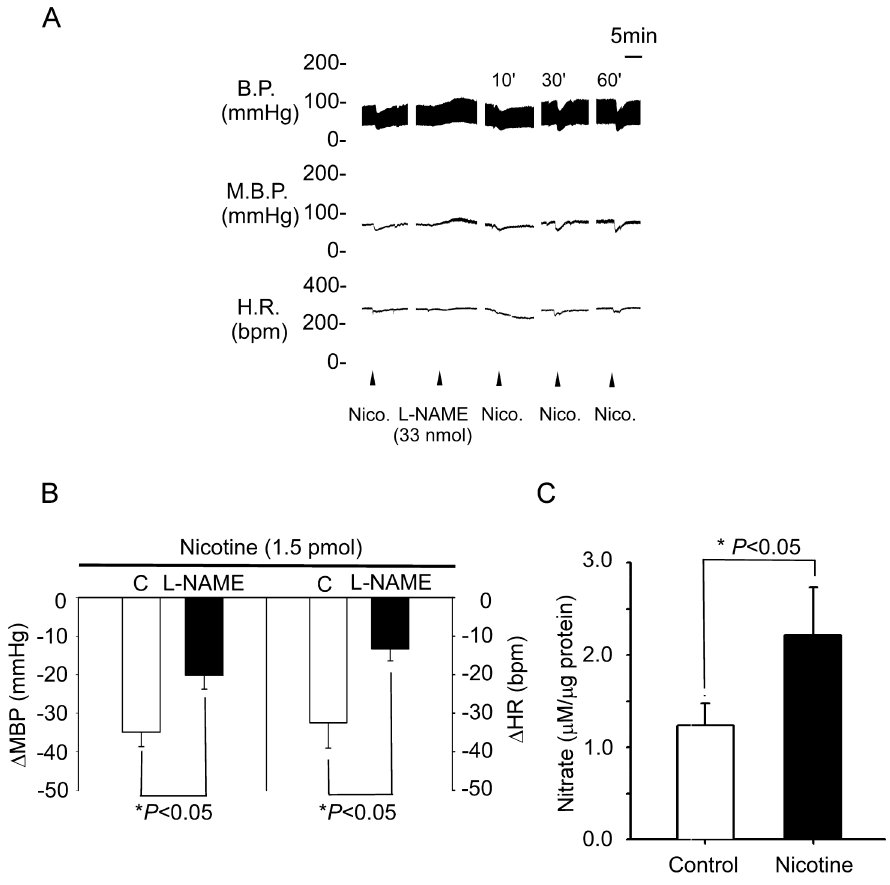 A
5min
200-
B.P.
(mmHg)
100-
0-
10'
30'
60'
200-
M.B.P.
(mmHg)
100-
0-
400-
H.R.
(bpm)
200-
0-
Nico. L-NAME Nico. Nico. Nico.
(33 nmol)
B
Nicotine (1.5 pmol)
C L-NAME C L-NAME
0
-10
-20
-30
-40
-50
ΔMBP (mmHg)
0
-10
-20
-30
-40
-50
ΔHR (bpm)
*P<0.05 *P<0.05
C
* P<0.05
3.0
2.0
1.0
0.0
Nitrate (μM/μg protein)
Control Nicotine